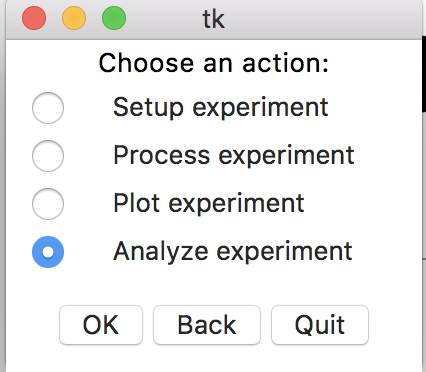 tk
Choose an action:
Setup experiment
Process experiment
Plot experiment
Analyze experiment
OK Back Quit